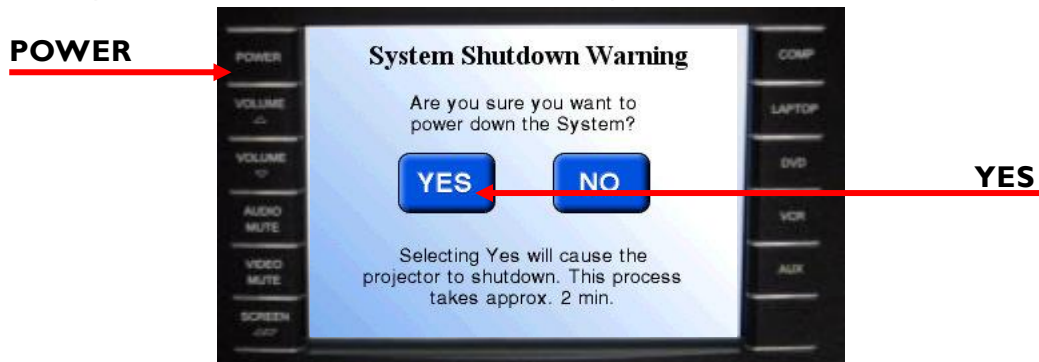 POWER
POWER
VOLUME
VOLUME
AUDIO
MUTE
VIDEO
MUTE
SCREEN
System Shutdown Warning
Are you sure you want to
power down the System?
YES NO
Selecting Yes will cause the
projector to shutdown. This process
takes approx. 2 min.
COMP
LAPTOP
DVD
VCR
AUX
YES